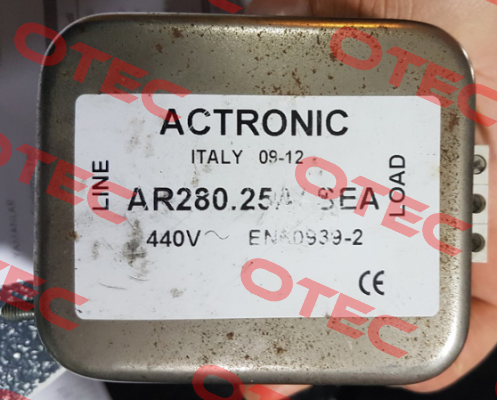 ACTRONIC
ITALY 09-12
LINE
AR280.25A/SEA
LOAD
440V~ EN60939-2
CE
OTEC
OTEC
OTEC
OTEC
OTEC
OTEC
OTEC